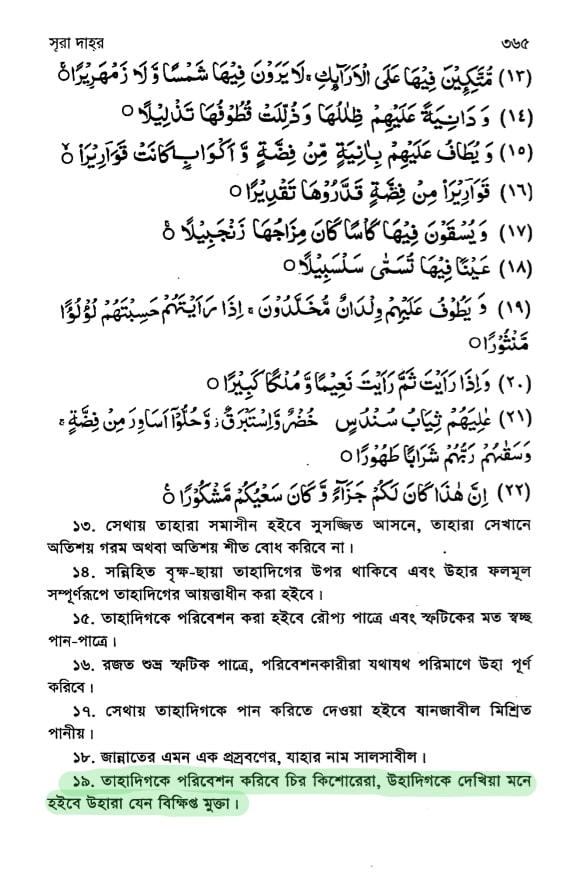 সূরা দাহ্‌র ৩৬৫
(١٣) مُتَّكِئِينَ فِيْهَا عَلَى الْاَرَآئِكِ ۚ لَا يَرَوْنَ فِيْهَا شَمْسًا وَّ لَا زَمْهَرِيْرًا ۚ
(١٤) وَ دَانِيَةً عَلَيْهِمْ ظِلٰلُهَا وَ ذُلِّلَتْ قُطُوْفُهَا تَذْلِيْلًا ○
(١٥) وَ يُطَافُ عَلَيْهِمْ بِاٰنِيَةٍ مِّنْ فِضَّةٍ وَّ اَكْوَابٍ كَانَتْ قَوَارِيْرَا ۙ
(١٦) قَوَارِيْرَا۠ مِنْ فِضَّةٍ قَدَّرُوْهَا تَقْدِيْرًا ○
(١٧) وَ يُسْقَوْنَ فِيْهَا كَاْسًا كَانَ مِزَاجُهَا زَنْجَبِيْلًا ۚ
(١٨) عَيْنًا فِيْهَا تُسَمّٰى سَلْسَبِيْلًا ○
(١٩) وَ يَطُوْفُ عَلَيْهِمْ وِلْدَانٌ مُّخَلَّدُوْنَ ۚ اِذَا رَاَيْتَهُمْ حَسِبْتَهُمْ لُؤْلُؤًا
مَّنْثُوْرًا ○
(٢٠) وَ اِذَا رَاَيْتَ ثَمَّ رَاَيْتَ نَعِيْمًا وَّ مُلْكًا كَبِيْرًا ○
(٢١) عٰلِيَهُمْ ثِيَابُ سُنْدُسٍ خُضْرٌ وَّ اِسْتَبْرَقٌ ؗ وَّ حُلُّوْۤا اَسَاوِرَ مِنْ فِضَّةٍ ۚ
وَ سَقٰىهُمْ رَبُّهُمْ شَرَابًا طَهُوْرًا ○
(٢٢) اِنَّ هٰذَا كَانَ لَكُمْ جَزَآءً وَّ كَانَ سَعْيُكُمْ مَّشْكُوْرًا ۚ
১৩. সেথায় তাহারা সমাসীন হইবে সুসজ্জিত আসনে, তাহারা সেখানে
অতিশয় গরম অথবা অতিশয় শীত বোধ করিবে না।
১৪. সন্নিহিত বৃক্ষ-ছায়া তাহাদিগের উপর থাকিবে এবং উহার ফলমূল
সম্পূর্ণরূপে তাহাদিগের আয়ত্তাধীন করা হইবে।
১৫. তাহাদিগকে পরিবেশন করা হইবে রৌপ্য পাত্রে এবং স্ফটিকের মত স্বচ্ছ
পান-পাত্রে।
১৬. রজত শুভ্র স্ফটিক পাত্রে, পরিবেশনকারীরা যথাযথ পরিমাণে উহা পূর্ণ
করিবে।
১৭. সেথায় তাহাদিগকে পান করিতে দেওয়া হইবে যানজাবীল মিশ্রিত
পানীয়।
১৮. জান্নাতের এমন এক প্রস্রবণের, যাহার নাম সালসাবীল।
১৯. তাহাদিগকে পরিবেশন করিবে চির কিশোরেরা, উহাদিগকে দেখিয়া মনে
হইবে উহারা যেন বিক্ষিপ্ত মুক্তা।